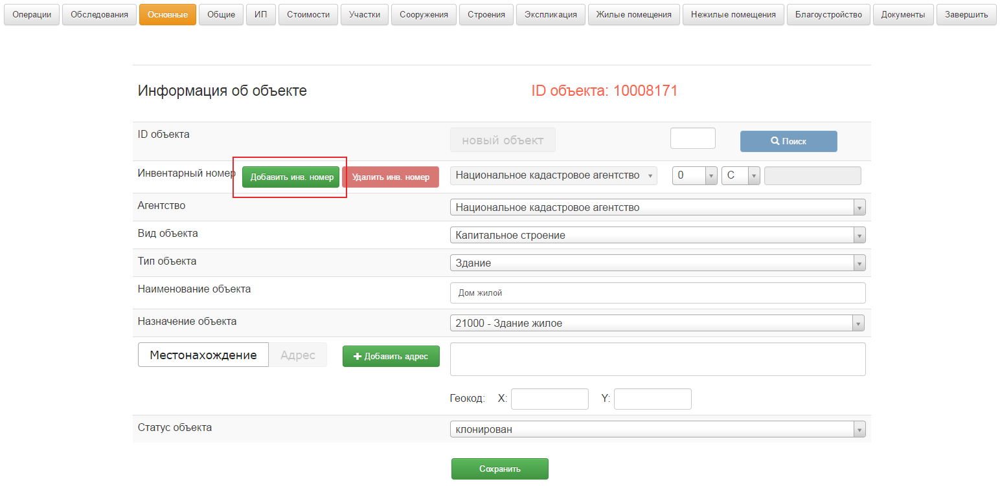 Операции Обследования Основные Общие ИП Стоимости Участки Сооружения Строения Экспликация Жилые помещения Нежилые помещения Благоустройство Документы Завершить
Информация об объекте ID объекта: 10008171
ID объекта новый объект Поиск
Инвентарный номер Добавить инв. номер Удалить инв. номер Национальное кадастровое агентство 0 С
Агентство Национальное кадастровое агентство
Вид объекта Капитальное строение
Тип объекта Здание
Наименование объекта Дом жилой
Назначение объекта 21000 - Здание жилое
Местонахождение Адрес Добавить адрес
Геокод: X: Y:
Статус объекта клонирован
Сохранить